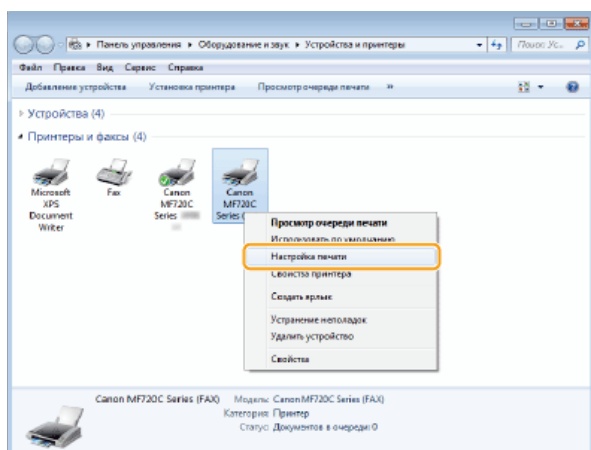 Панель управления ▸ Оборудование и звук ▸ Устройства и принтеры
Поиск: Ус...
Файл Правка Вид Сервис Справка
Добавление устройства Установка принтера Просмотр очереди печати »
Устройства (4)
Принтеры и факсы (4)
Microsoft XPS Document Writer
Fax
Canon MF720C Series
Canon MF720C Series
Просмотр очереди печати
Использовать по умолчанию
Настройка печати
Свойства принтера
Создать ярлык
Устранение неполадок
Удалить устройство
Свойства
Canon MF720C Series (FAX) Модель: Canon MF720C Series (FAX)
Категория: Принтер
Статус: Документов в очереди: 0